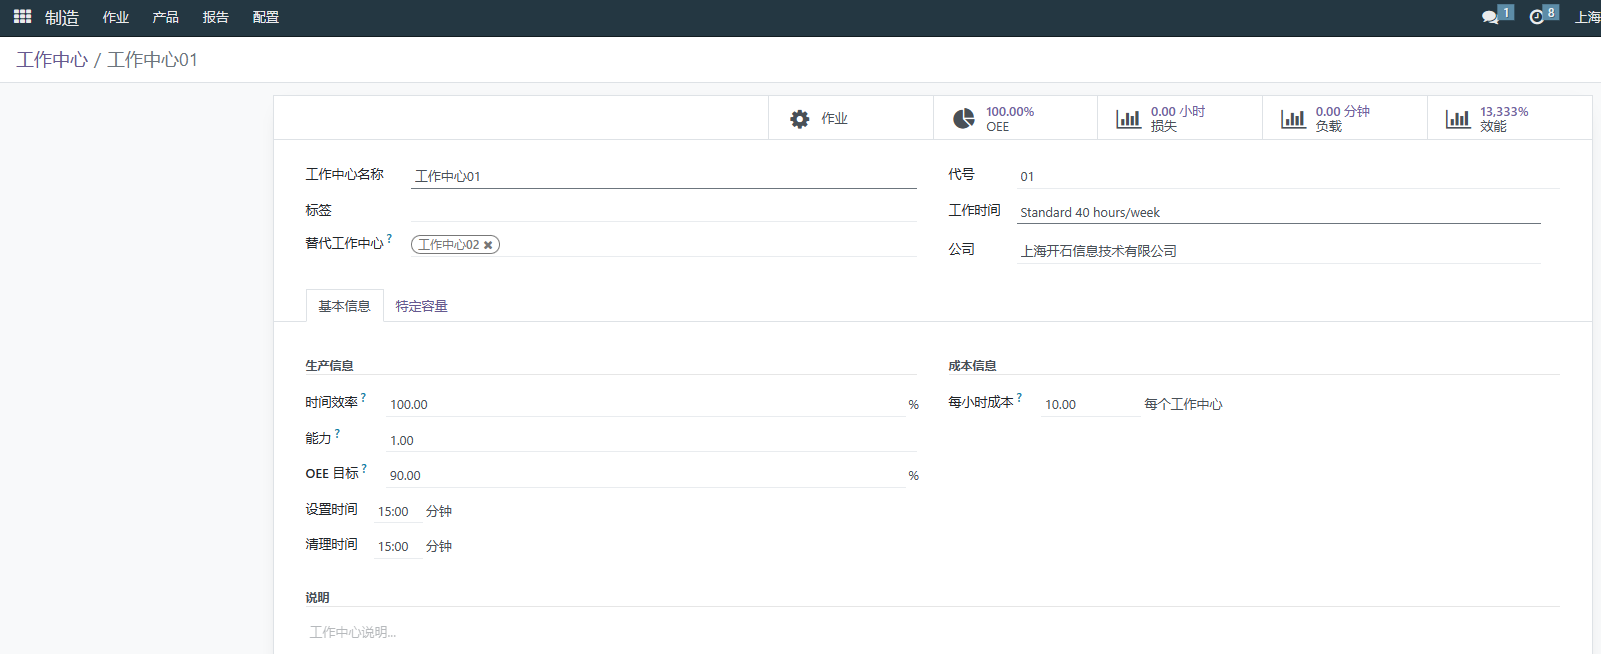 制造 作业 产品 报告 配置 1 8 上海
工作中心 / 工作中心01
作业 100.00% 0.00 小时 0.00 分钟 13,333%
OEE 损失 负载 效能
工作中心名称 工作中心01 代号 01
标签 工作时间 Standard 40 hours/week
替代工作中心 ? 工作中心02 ✖ 公司 上海开石信息技术有限公司
基本信息 特定容量
生产信息 成本信息
时间效率 ? 100.00 % 每小时成本 ? 10.00 每个工作中心
能力 ? 1.00
OEE 目标 ? 90.00 %
设置时间 15:00 分钟
清理时间 15:00 分钟
说明
工作中心说明...